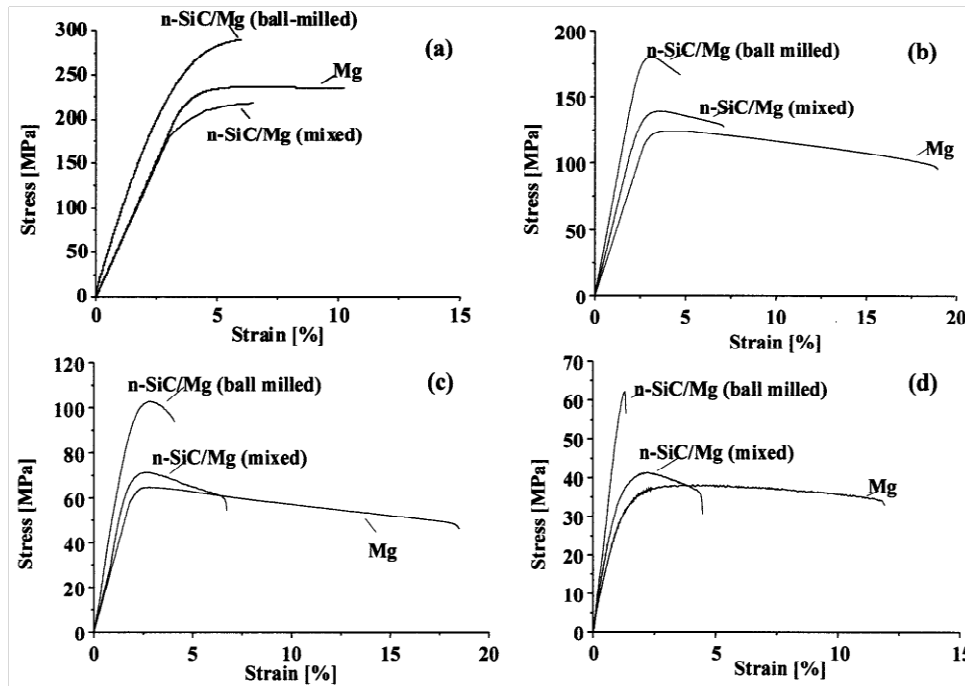 300
250
200
150
100
50
0
0
5
10
15
Stress [MPa]
Strain [%]
n-SiC/Mg (ball-milled)
Mg
n-SiC/Mg (mixed)
(a)
200
150
100
50
0
0
5
10
15
20
Stress [MPa]
Strain [%]
n-SiC/Mg (ball milled)
n-SiC/Mg (mixed)
Mg
(b)
120
100
80
60
40
20
0
0
5
10
15
20
Stress [MPa]
Strain [%]
n-SiC/Mg (ball milled)
n-SiC/Mg (mixed)
Mg
(c)
70
60
50
40
30
20
10
0
0
5
10
15
Stress [MPa]
Strain [%]
n-SiC/Mg (ball milled)
n-SiC/Mg (mixed)
Mg
(d)